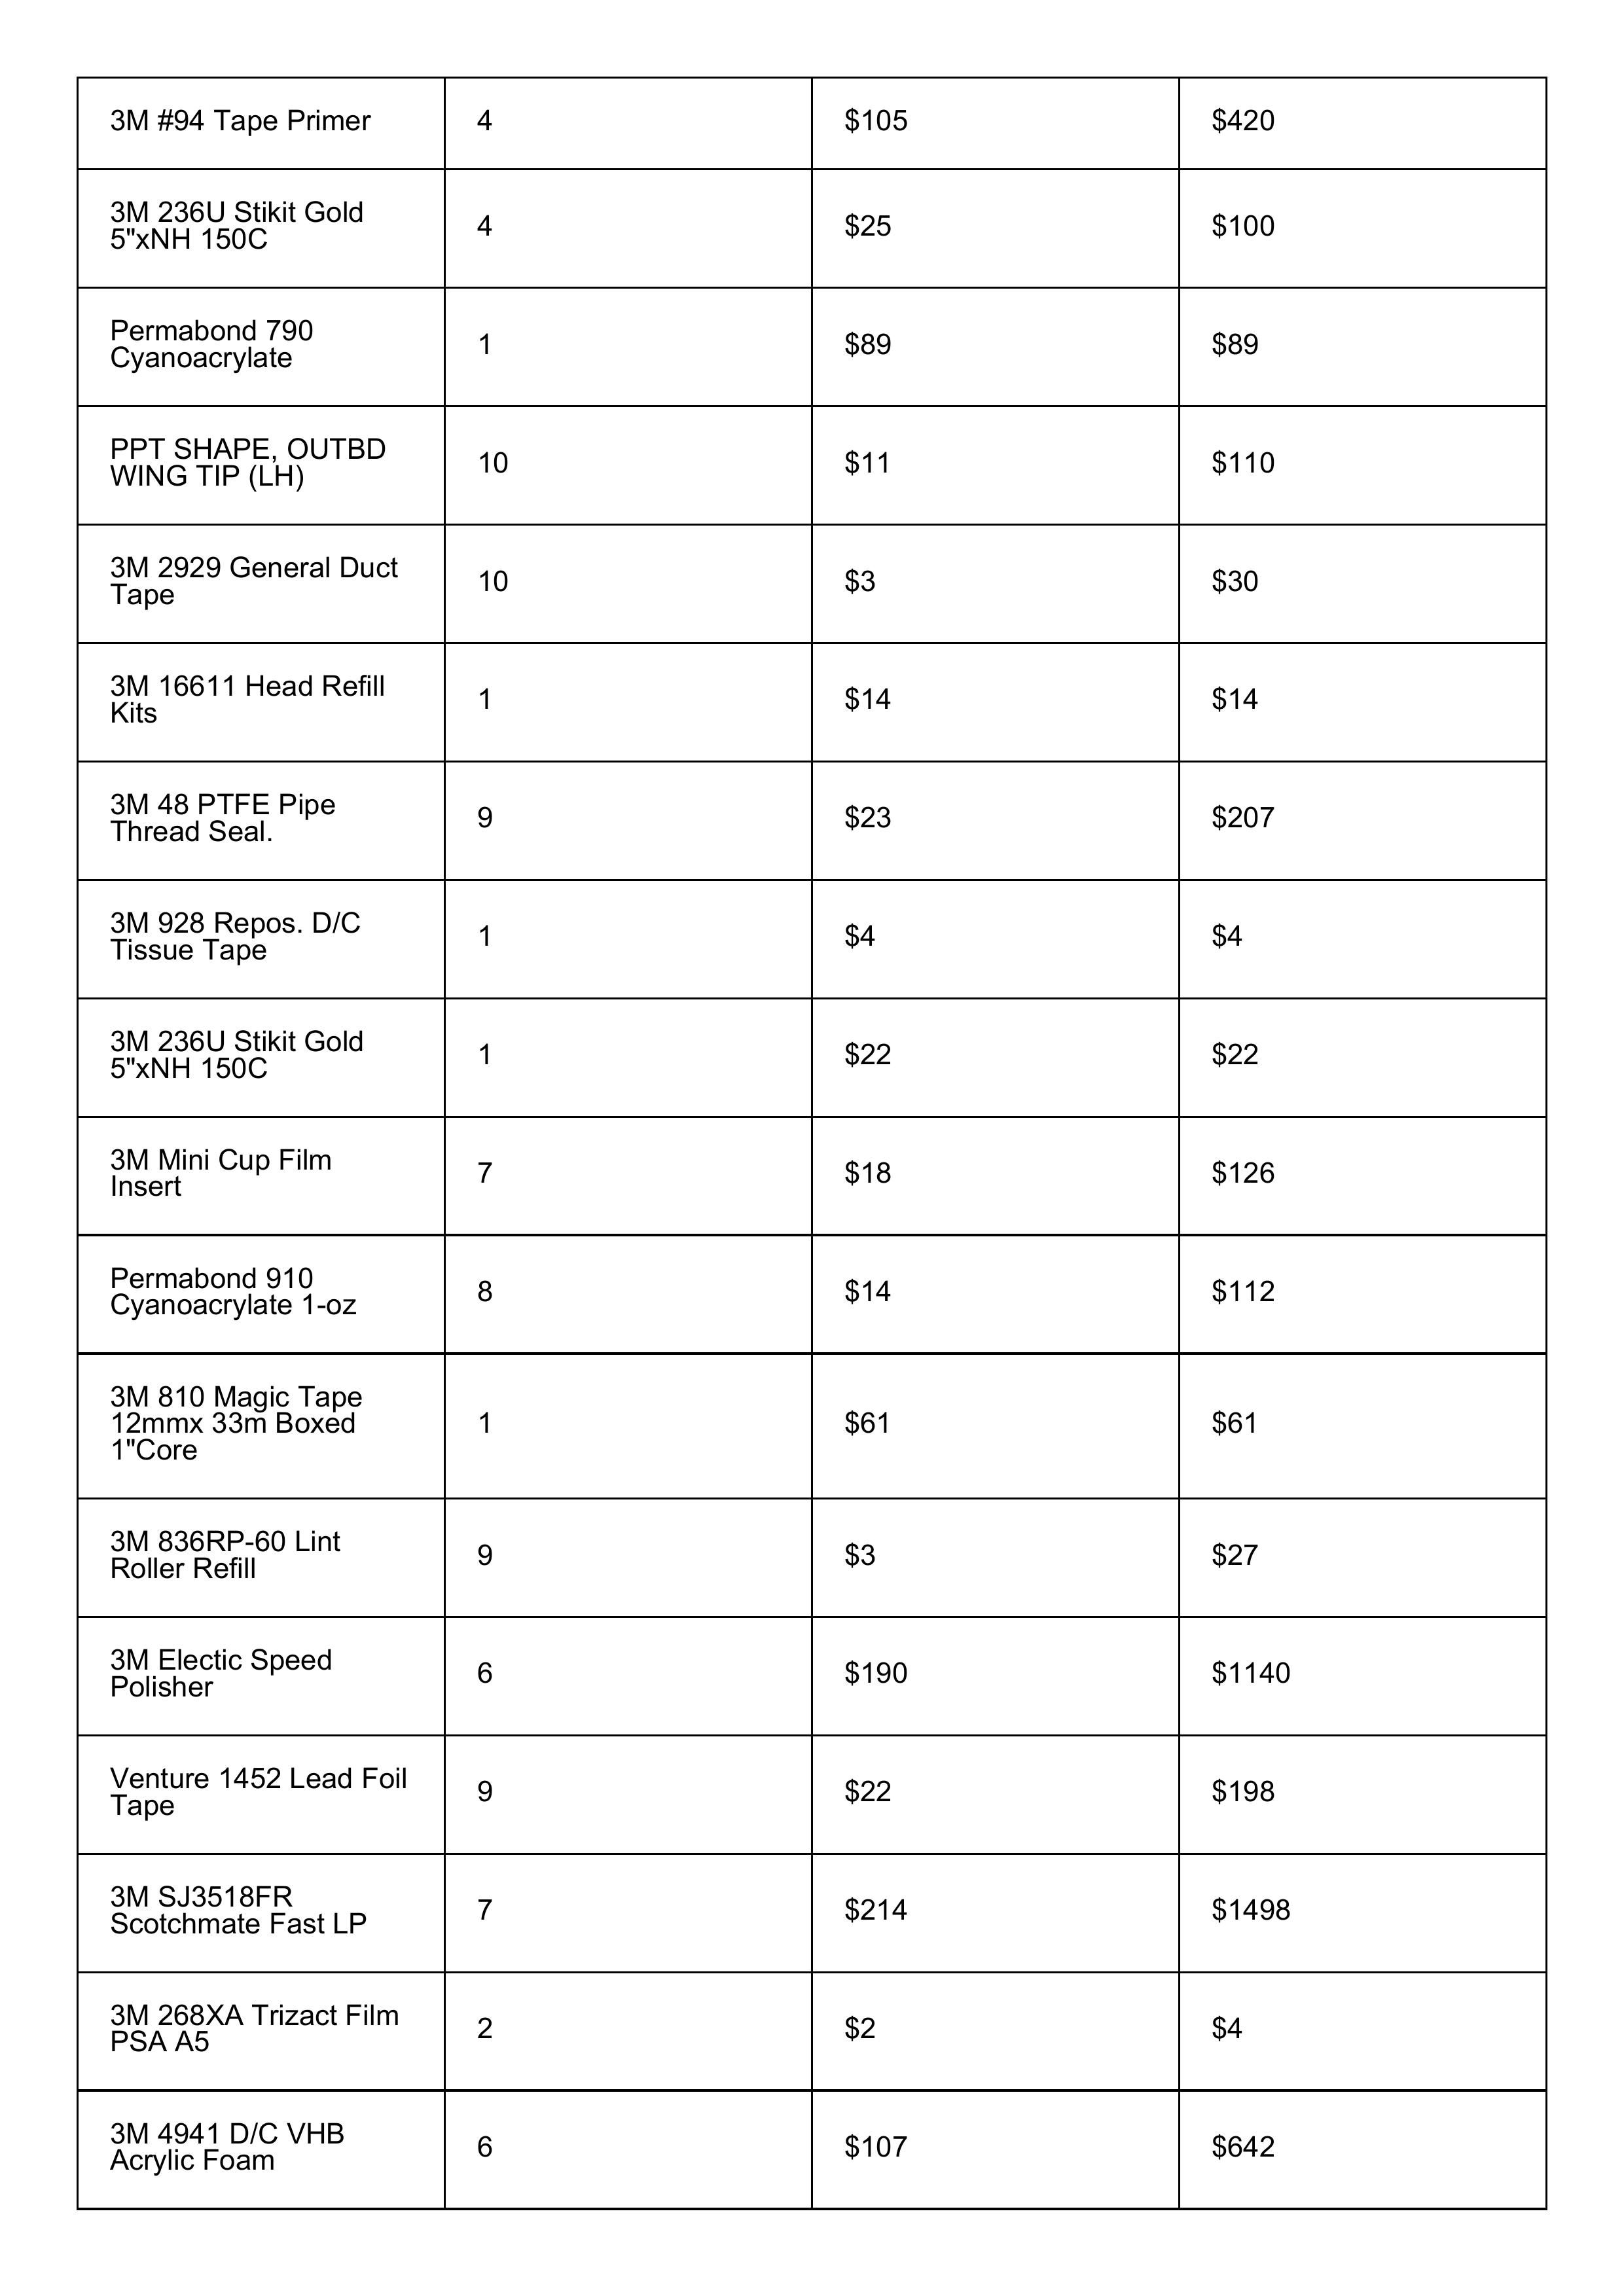 3M #94 Tape Primer 4 $105 $420
3M 236U Stikit Gold
5"xNH 150C
4 $25 $100
Permabond 790
Cyanoacrylate
1 $89 $89
PPT SHAPE, OUTBD
WING TIP (LH)
10 $11 $110
3M 2929 General Duct
Tape
10 $3 $30
3M 16611 Head Refill
Kits
1 $14 $14
3M 48 PTFE Pipe
Thread Seal.
9 $23 $207
3M 928 Repos. D/C
Tissue Tape
1 $4 $4
3M 236U Stikit Gold
5"xNH 150C
1 $22 $22
3M Mini Cup Film
Insert
7 $18 $126
Permabond 910
Cyanoacrylate 1-oz
8 $14 $112
3M 810 Magic Tape
12mmx 33m Boxed
1"Core
1 $61 $61
3M 836RP-60 Lint
Roller Refill
9 $3 $27
3M Electic Speed
Polisher
6 $190 $1140
Venture 1452 Lead Foil
Tape
9 $22 $198
3M SJ3518FR
Scotchmate Fast LP
7 $214 $1498
3M 268XA Trizact Film
PSA A5
2 $2 $4
3M 4941 D/C VHB
Acrylic Foam
6 $107 $642